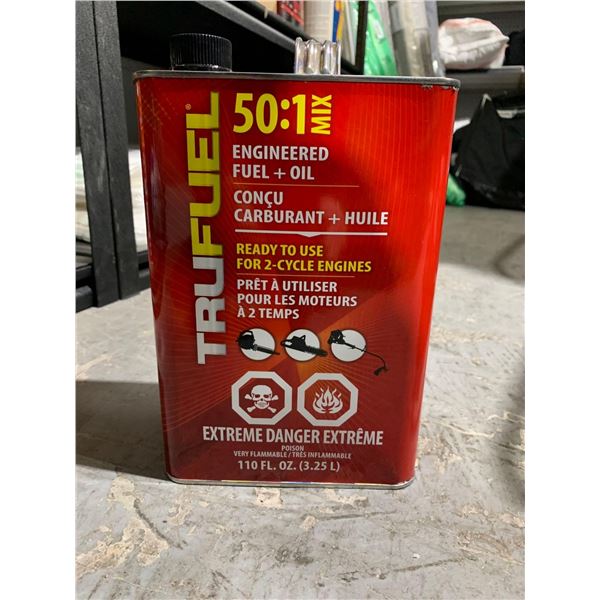 TRUFUEL®
50:1 MIX
ENGINEERED
FUEL + OIL
CONÇU
CARBURANT + HUILE
READY TO USE
FOR 2-CYCLE ENGINES
PRÊT À UTILISER
POUR LES MOTEURS
À 2 TEMPS
EXTREME DANGER EXTRÊME
POISON
VERY FLAMMABLE / TRÈS INFLAMMABLE
110 FL. OZ. (3.25 L)